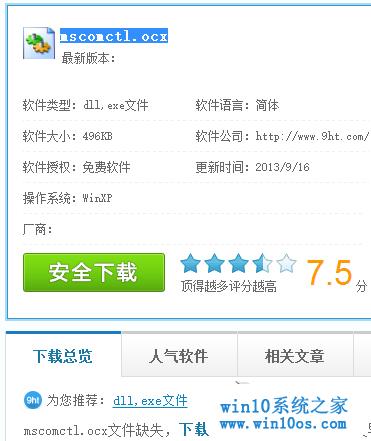 mscomctl.ocx
最新版本：
软件类型：dll,exe文件 软件语言：简体
软件大小：496KB 软件公司：http://www.9ht.com/
软件授权：免费软件 更新时间：2013/9/16
操作系统：WinXP
厂商：
安全下载 7.5 分
顶得越多评分越高
下载总览 人气软件 相关文章
9ht 为您推荐：dll,exe文件
win10系统之家
mscomctl.ocx文件缺失，下载
www.win10os.com